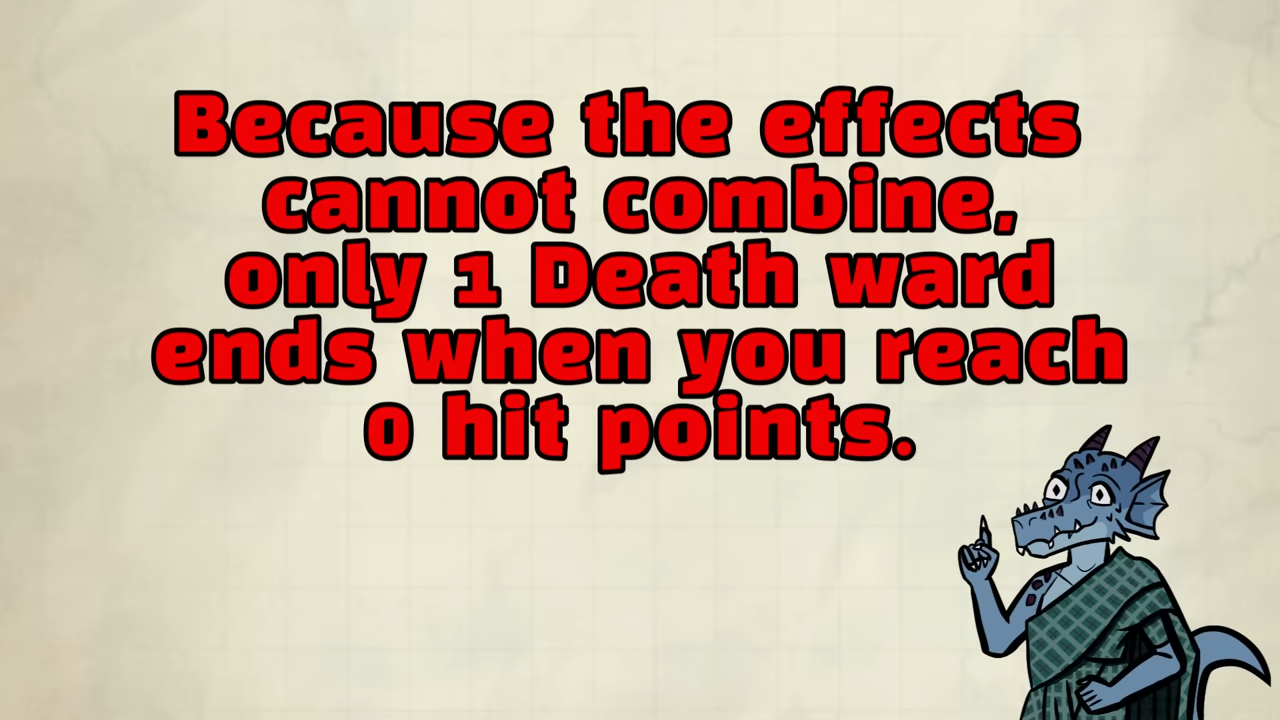 Because the effects
cannot combine,
only 1 Death ward
ends when you reach
0 hit points.